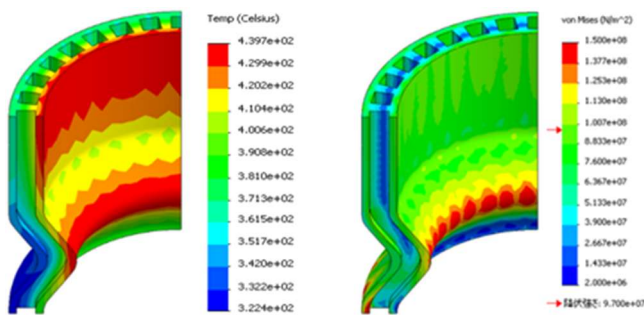 Temp (Celsius)
4.397e+02
4.299e+02
4.202e+02
4.104e+02
4.006e+02
3.908e+02
3.810e+02
3.713e+02
3.615e+02
3.517e+02
3.420e+02
3.322e+02
3.224e+02
von Mises (N/m^2)
1.500e+08
1.377e+08
1.253e+08
1.130e+08
1.007e+08
8.833e+07
7.600e+07
6.367e+07
5.133e+07
3.900e+07
2.667e+07
1.433e+07
2.000e+06
降伏強さ: 9.700e+07